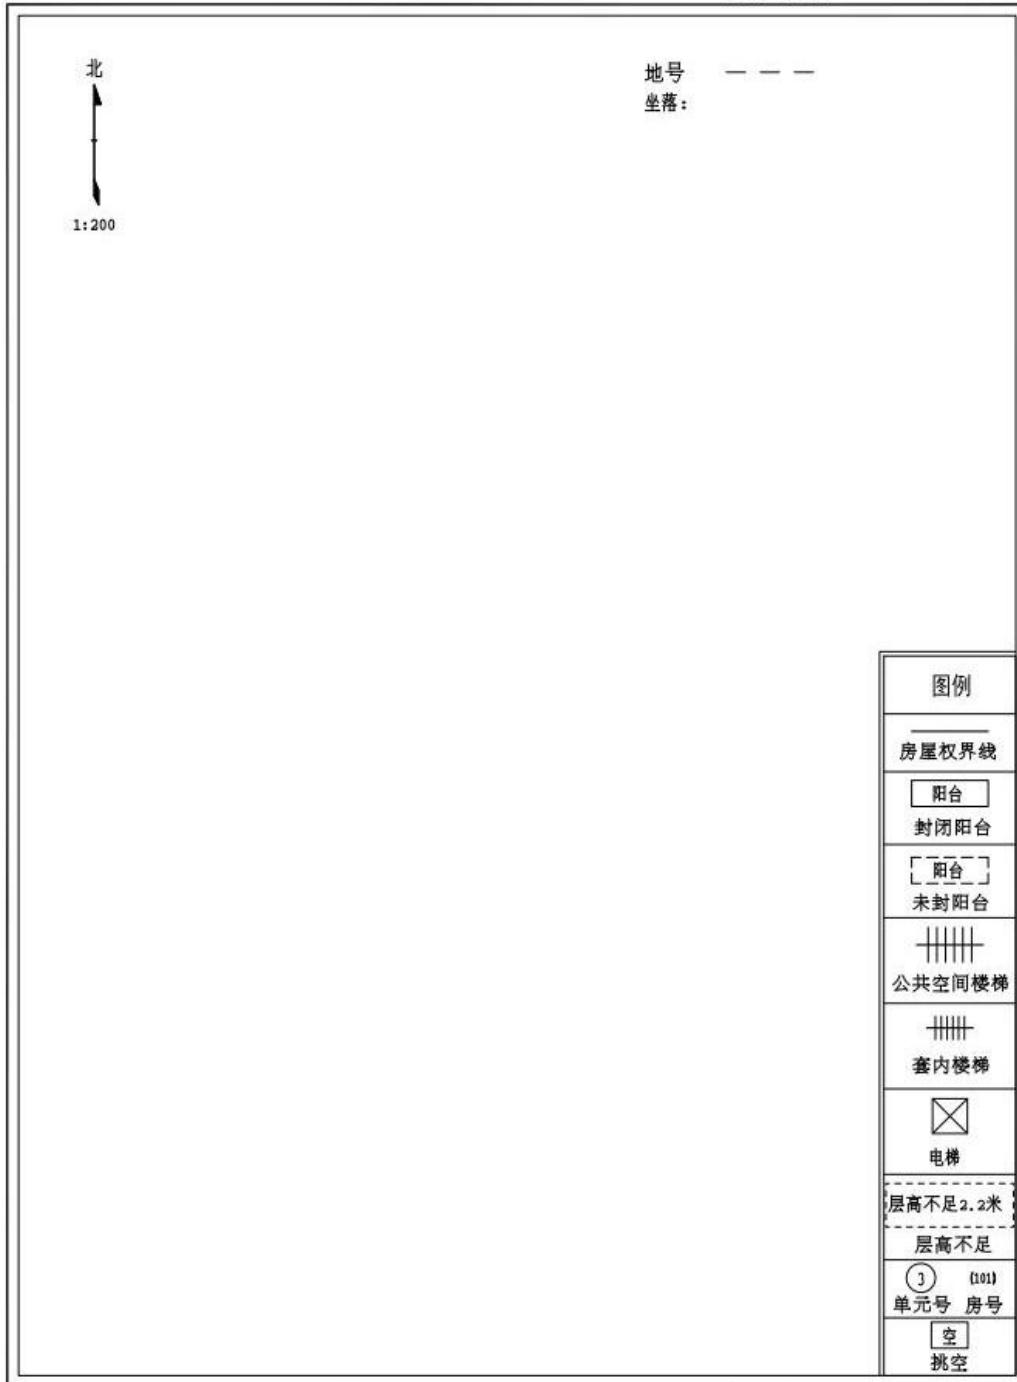 北
1:200
地号 — — —
坐落：
图例
房屋权界线
阳台
封闭阳台
阳台
未封阳台
公共空间楼梯
套内楼梯
电梯
层高不足2.2米
层高不足
3 (101)
单元号 房号
空
挑空